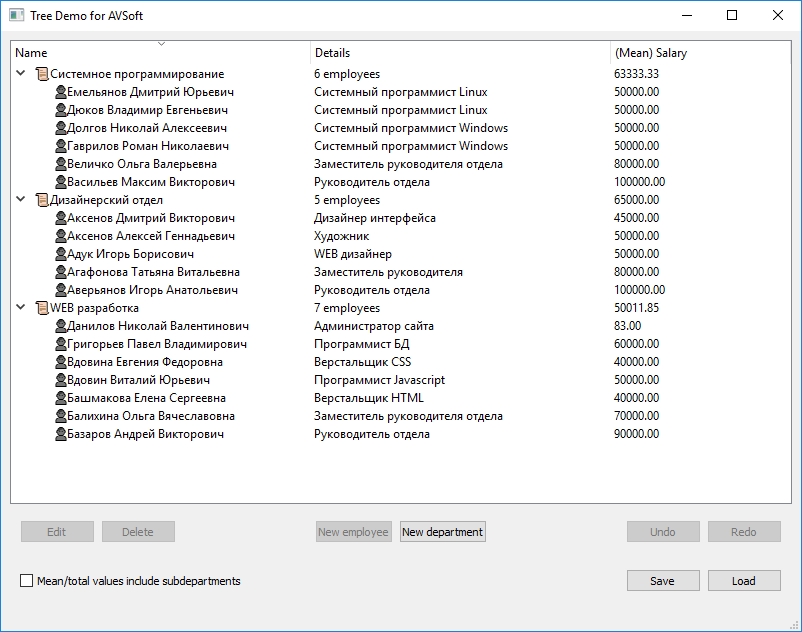 Tree Demo for AVSoft
Name Details (Mean) Salary
Системное программирование 6 employees 63333.33
Емельянов Дмитрий Юрьевич Системный программист Linux 50000.00
Дюков Владимир Евгеньевич Системный программист Linux 50000.00
Долгов Николай Алексеевич Системный программист Windows 50000.00
Гаврилов Роман Николаевич Системный программист Windows 50000.00
Величко Ольга Валерьевна Заместитель руководителя отдела 80000.00
Васильев Максим Викторович Руководитель отдела 100000.00
Дизайнерский отдел 5 employees 65000.00
Аксенов Дмитрий Викторович Дизайнер интерфейса 45000.00
Аксенов Алексей Геннадьевич Художник 50000.00
Адук Игорь Борисович WEB дизайнер 50000.00
Агафонова Татьяна Витальевна Заместитель руководителя 80000.00
Аверьянов Игорь Анатольевич Руководитель отдела 100000.00
WEB разработка 7 employees 50011.85
Данилов Николай Валентинович Администратор сайта 83.00
Григорьев Павел Владимирович Программист БД 60000.00
Вдовина Евгения Федоровна Верстальщик CSS 40000.00
Вдовин Виталий Юрьевич Программист Javascript 50000.00
Башмакова Елена Сергеевна Верстальщик HTML 40000.00
Балихина Ольга Вячеславовна Заместитель руководителя отдела 70000.00
Базаров Андрей Викторович Руководитель отдела 90000.00
Edit Delete New employee New department Undo Redo
Mean/total values include subdepartments Save Load